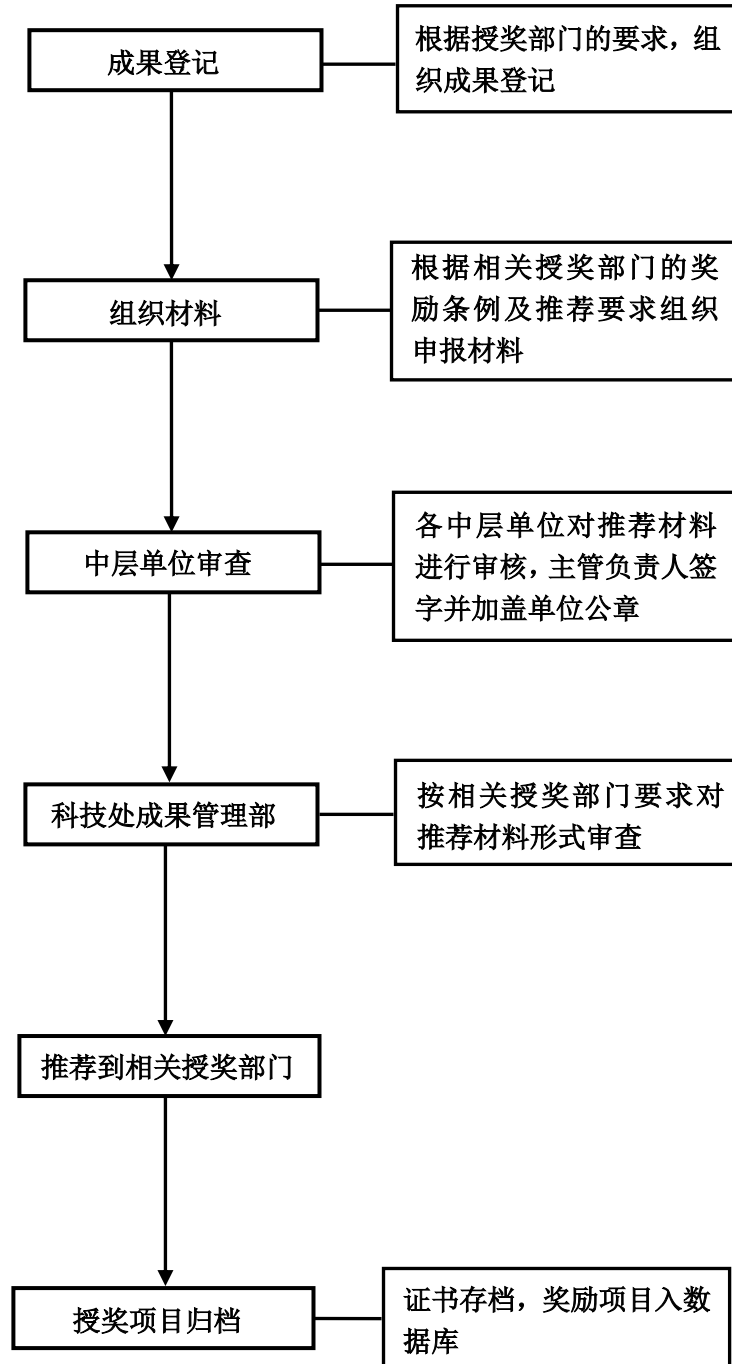 成果登记
根据授奖部门的要求，组
织成果登记
组织材料
根据相关授奖部门的奖
励条例及推荐要求组织
申报材料
中层单位审查
各中层单位对推荐材料
进行审核，主管负责人签
字并加盖单位公章
科技处成果管理部
按相关授奖部门要求对
推荐材料形式审查
推荐到相关授奖部门
授奖项目归档
证书存档，奖励项目入数
据库